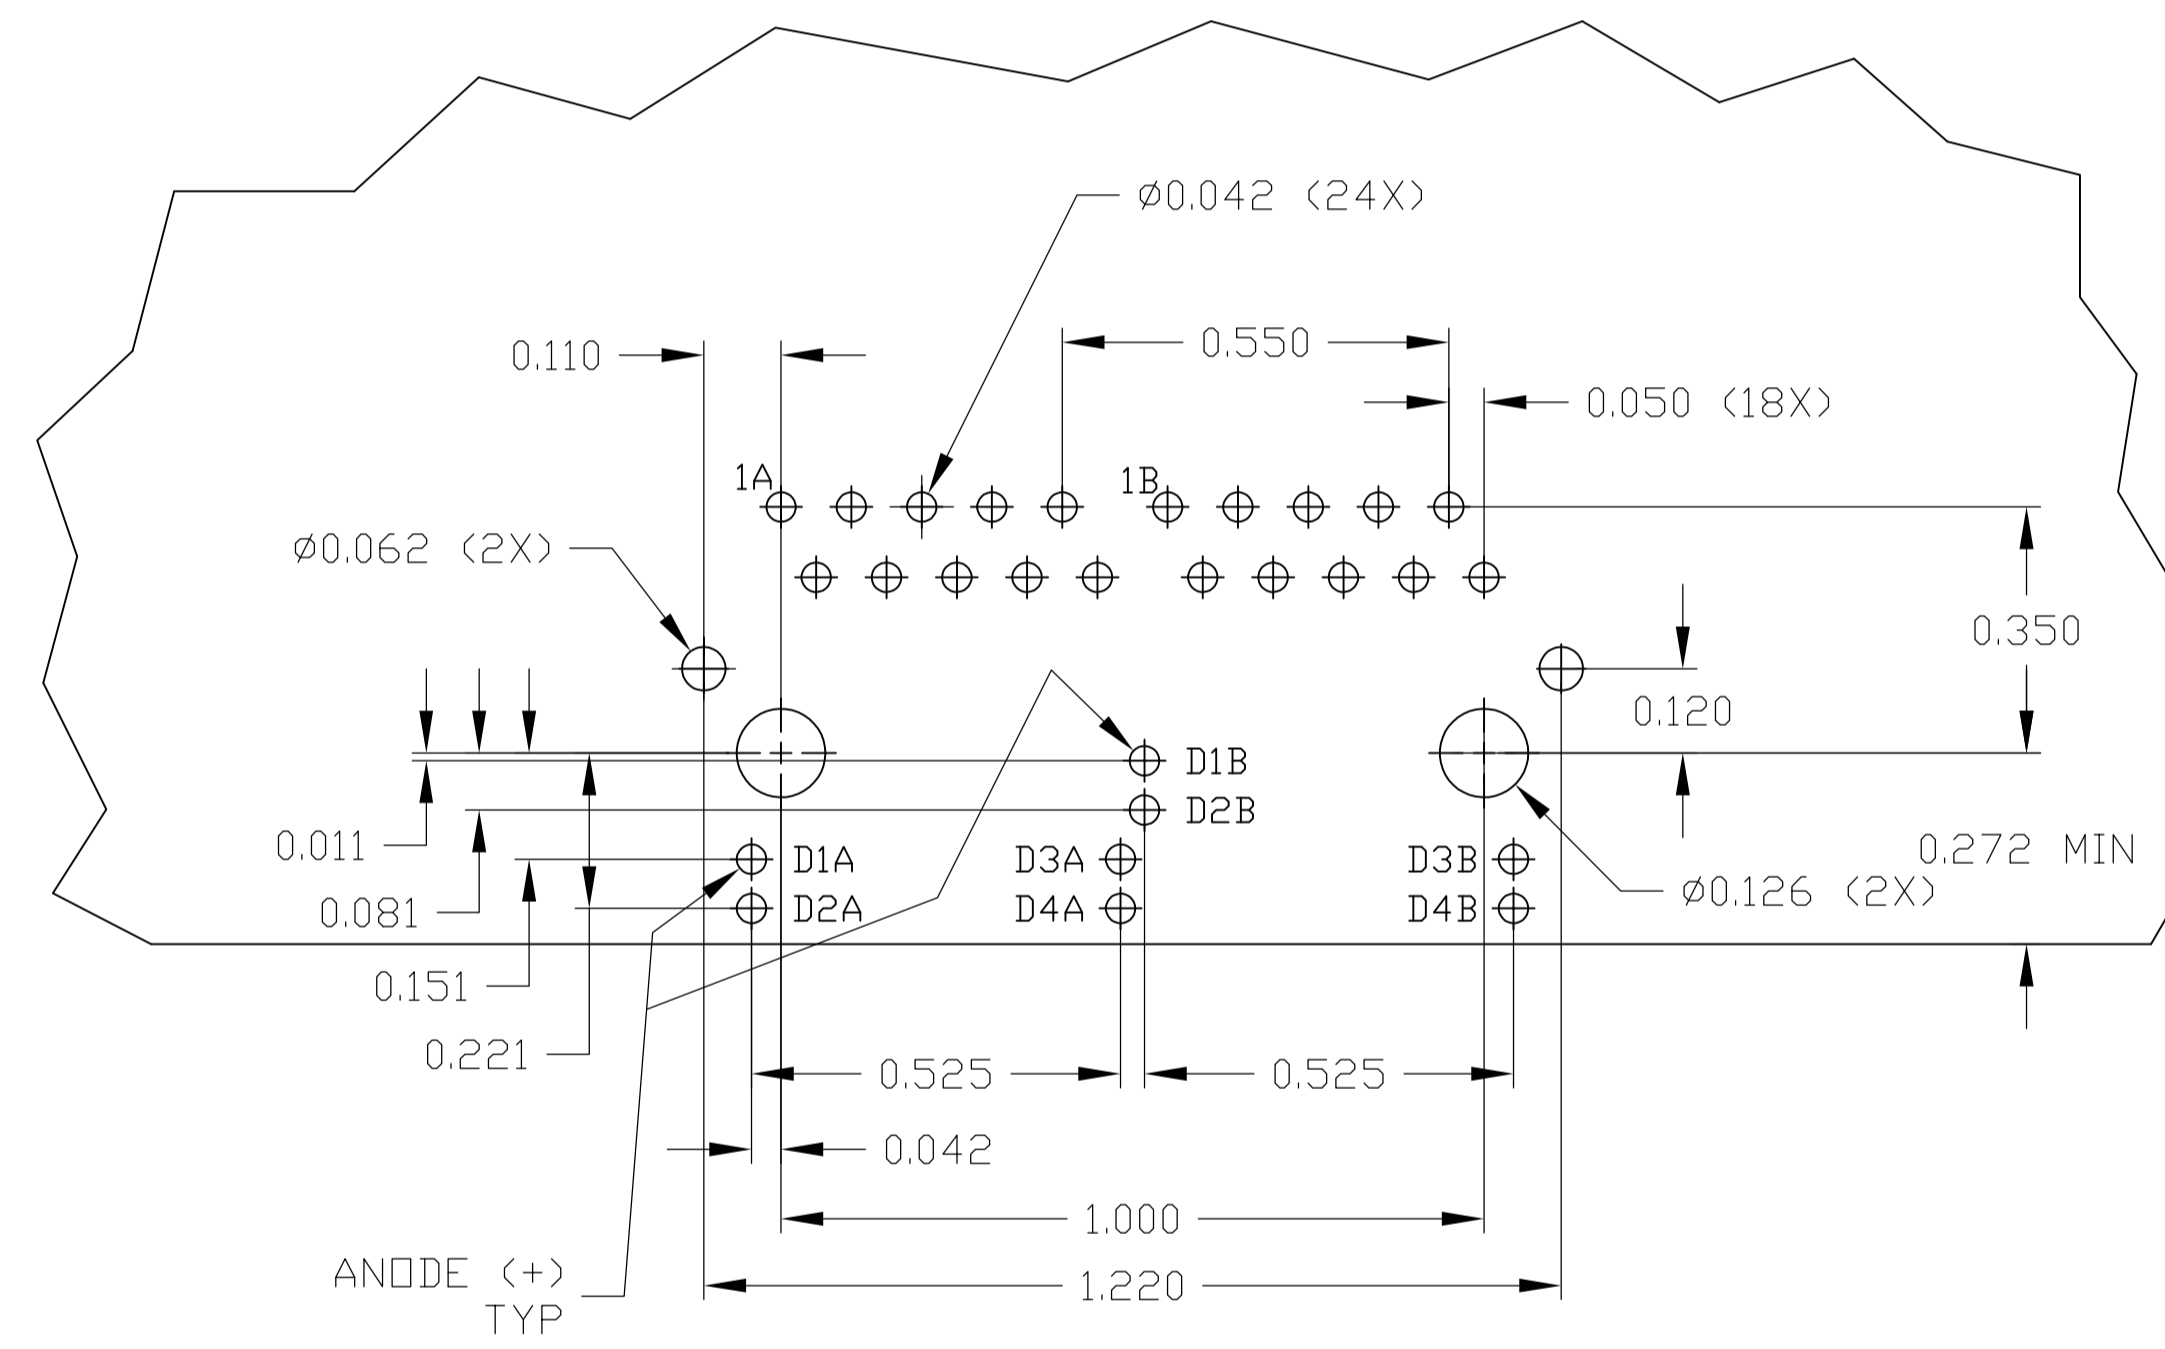 Ø0.042 (24X)
0.110
0.550
0.050 (18X)
1A
1B
Ø0.062 (2X)
0.350
0.120
D1B
D2B
0.011
D1A
D3A
D3B
0.272 MIN
0.081
D2A
D4A
D4B
Ø0.126 (2X)
0.151
0.221
0.525
0.525
0.042
1.000
ANODE (+)
TYP
1.220